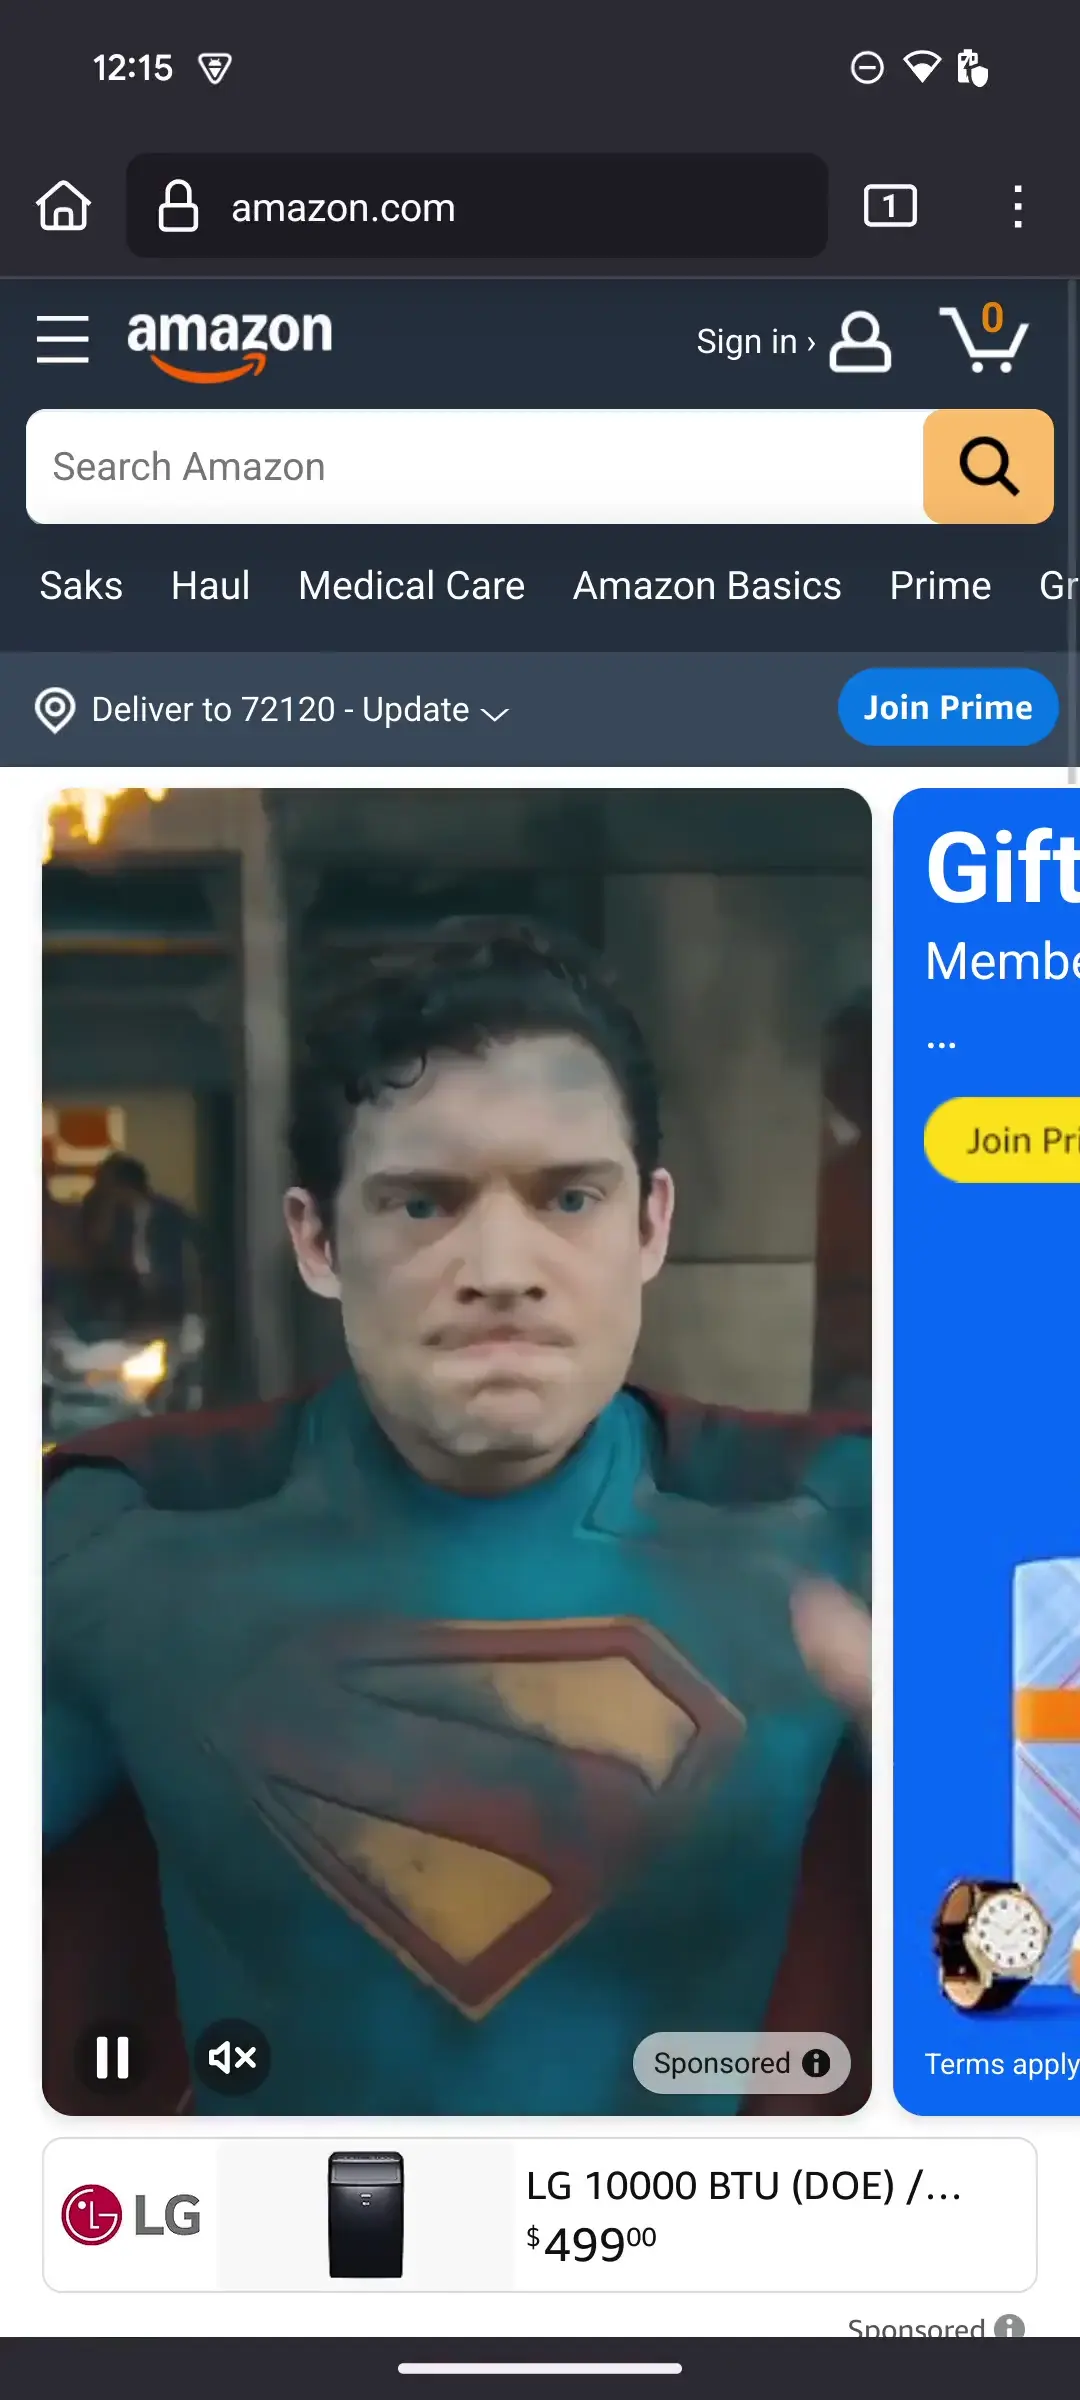 12:15
amazon.com
1
amazon
Sign in ›
0
Search Amazon
Saks Haul Medical Care Amazon Basics Prime Gr
Deliver to 72120 - Update
Join Prime
Gift
Membe
...
Join Pri
Terms apply
Sponsored
LG
LG 10000 BTU (DOE) /...
$49900
Sponsored